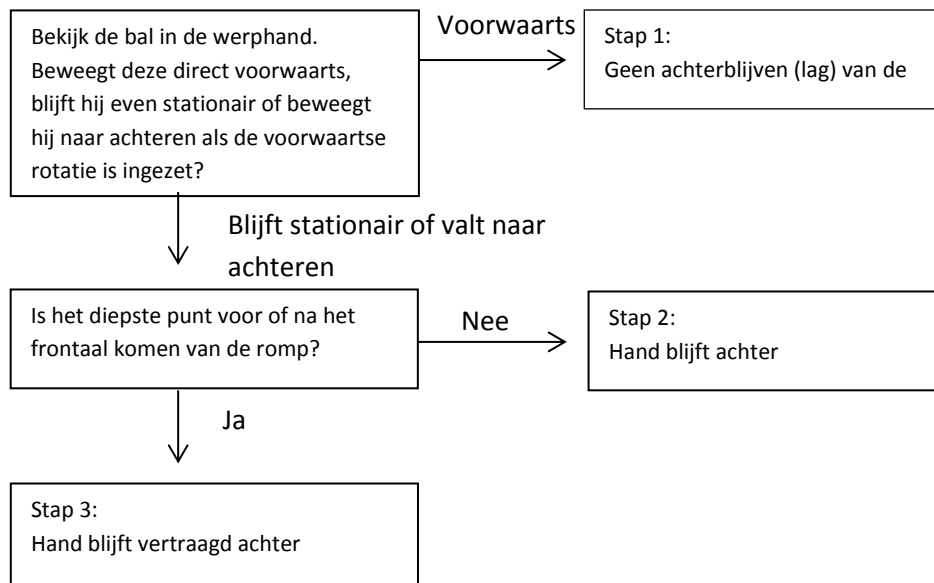 Bekijk de bal in de werphand.
Beweegt deze direct voorwaarts,
blijft hij even stationair of beweegt
hij naar achteren als de voorwaartse
rotatie is ingezet?
Voorwaarts
Stap 1:
Geen achterblijven (lag) van de
Blijft stationair of valt naar
achteren
Is het diepste punt voor of na het
frontaal komen van de romp?
Nee
Stap 2:
Hand blijft achter
Ja
Stap 3:
Hand blijft vertraagd achter